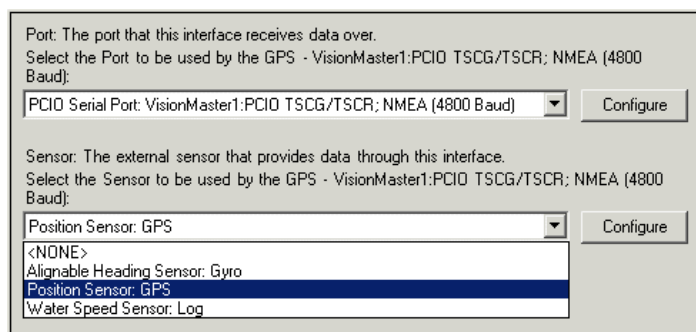 Port: The port that this interface receives data over.
Select the Port to be used by the GPS - VisionMaster1:PCIO TSCG/TSCR; NMEA (4800
Baud):
PCIO Serial Port: VisionMaster1:PCIO TSCG/TSCR; NMEA (4800 Baud)
Configure
Sensor: The external sensor that provides data through this interface.
Select the Sensor to be used by the GPS - VisionMaster1:PCIO TSCG/TSCR; NMEA (4800
Baud):
Position Sensor: GPS
Configure
<NONE>
Alignable Heading Sensor: Gyro
Position Sensor: GPS
Water Speed Sensor: Log